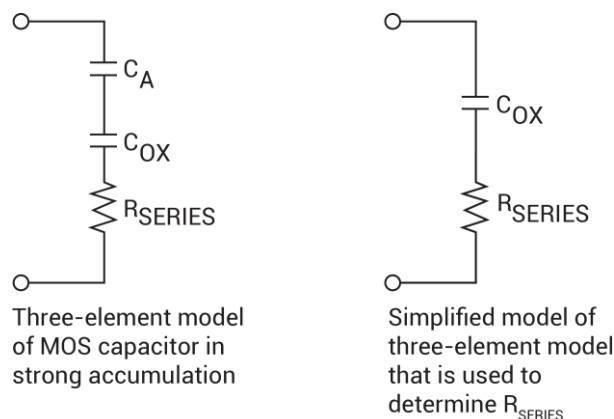 C_A
C_OX
R_SERIES
Three-element model
of MOS capacitor in
strong accumulation
C_OX
R_SERIES
Simplified model of
three-element model
that is used to
determine R_SERIES